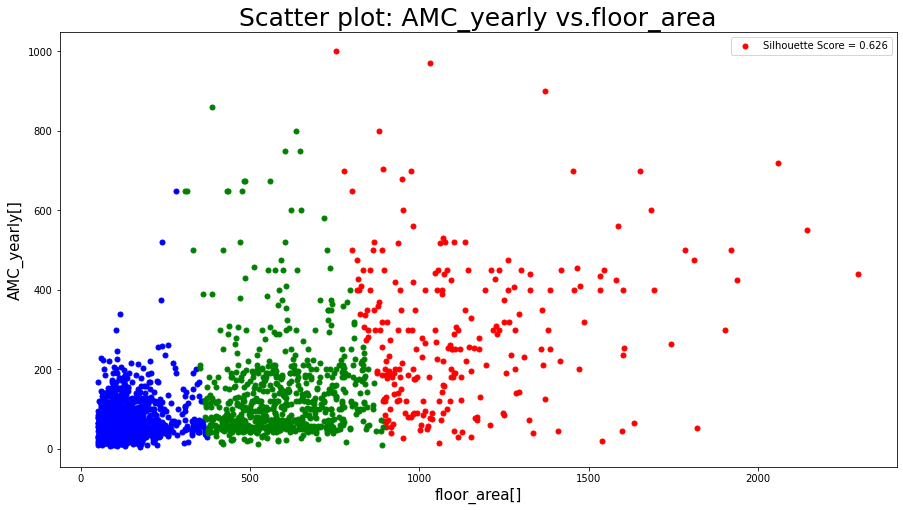 Scatter plot: AMC_yearly vs.floor_area
Silhouette Score = 0.626
AMC_yearly[]
1000
800
600
400
200
0
0
500
1000
1500
2000
floor_area[]